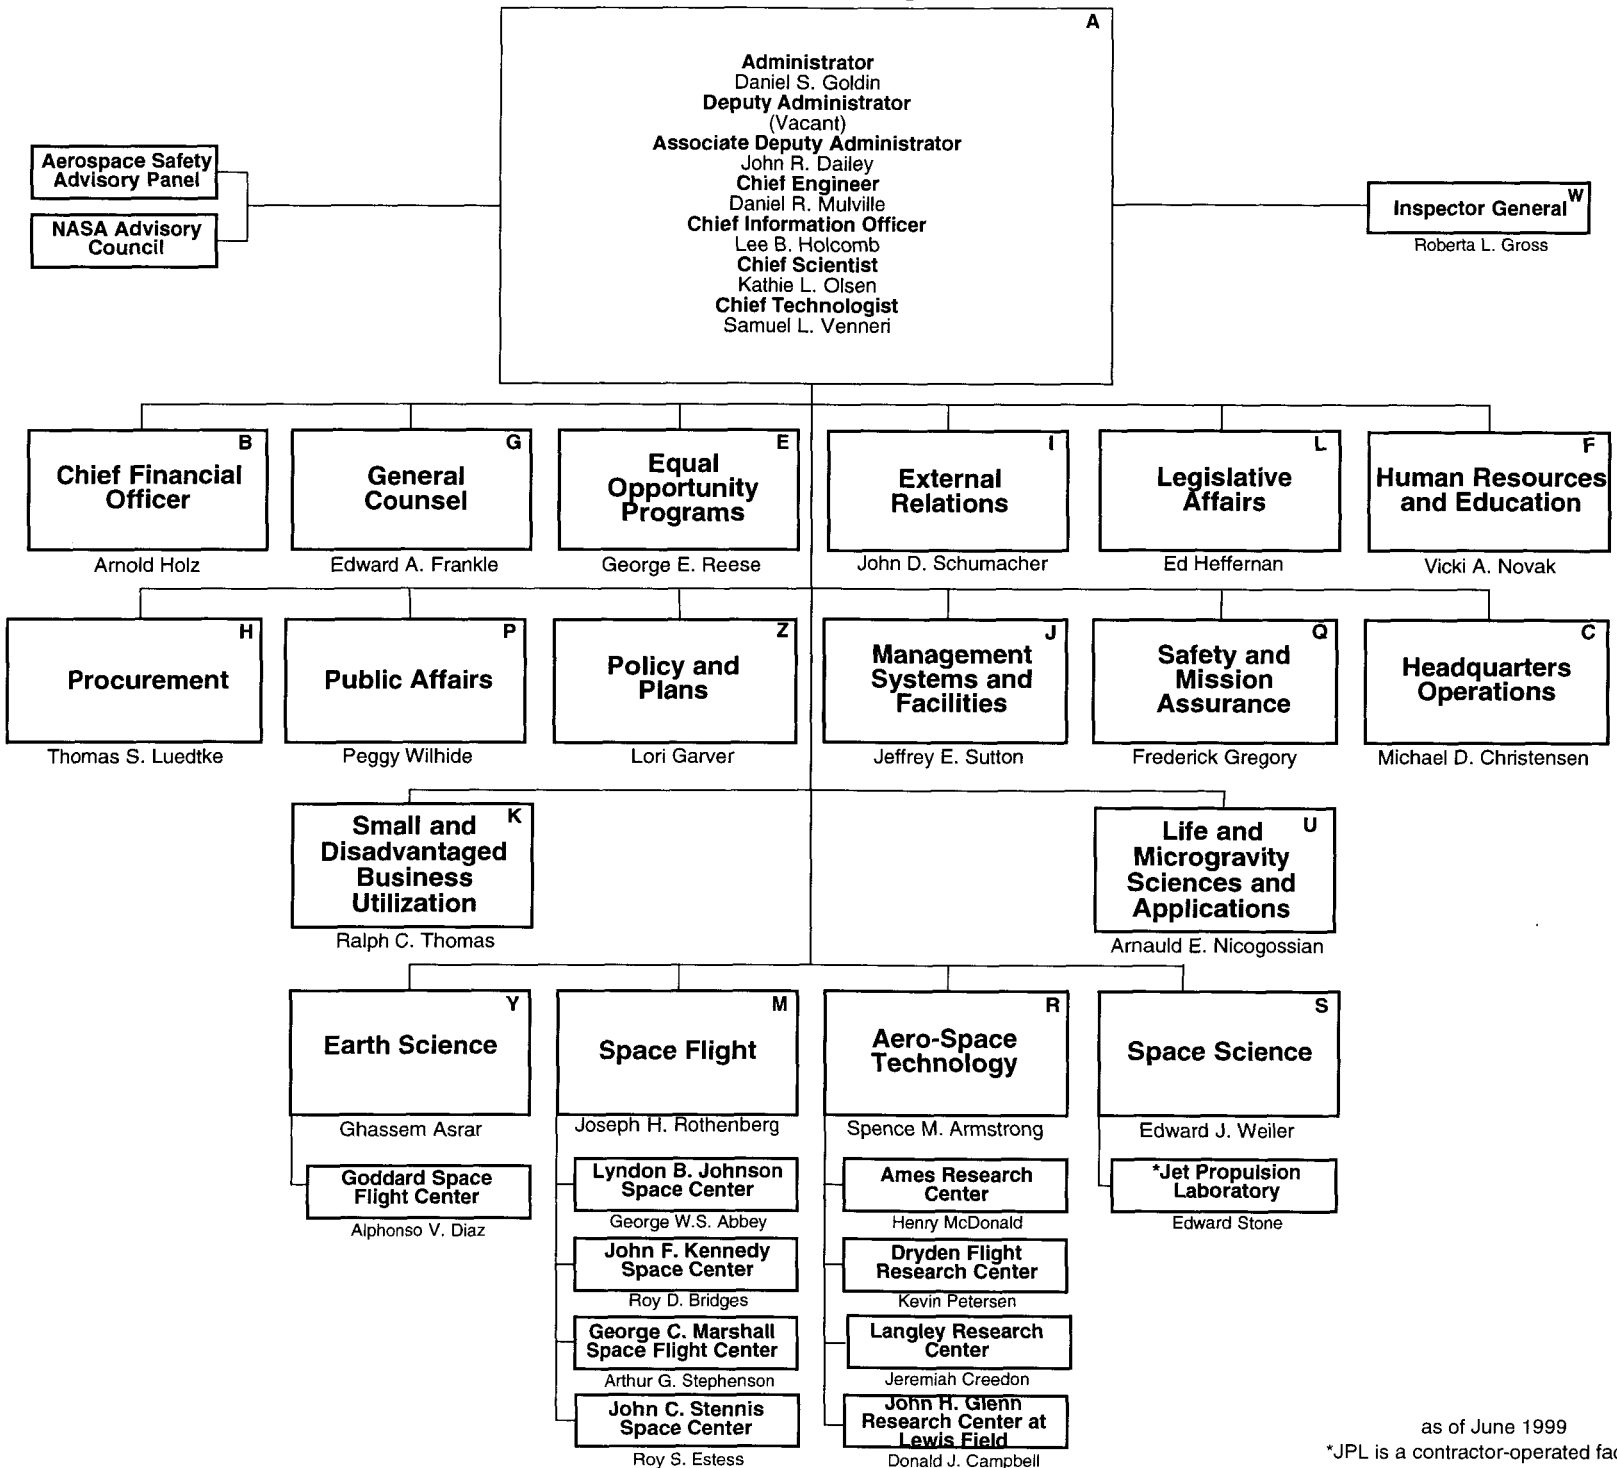 A
Administrator
Daniel S. Goldin
Deputy Administrator
(Vacant)
Associate Deputy Administrator
John R. Dailey
Chief Engineer
Daniel R. Mulville
Chief Information Officer
Lee B. Holcomb
Chief Scientist
Kathie L. Olsen
Chief Technologist
Samuel L. Venneri
Aerospace Safety
Advisory Panel
NASA Advisory
Council
W
Inspector General
Roberta L. Gross
B
Chief Financial
Officer
Arnold Holz
G
General
Counsel
Edward A. Frankle
E
Equal
Opportunity
Programs
George E. Reese
I
External
Relations
John D. Schumacher
L
Legislative
Affairs
Ed Heffernan
F
Human Resources
and Education
Vicki A. Novak
H
Procurement
Thomas S. Luedtke
P
Public Affairs
Peggy Wilhide
Z
Policy and
Plans
Lori Garver
J
Management
Systems and
Facilities
Jeffrey E. Sutton
Q
Safety and
Mission
Assurance
Frederick Gregory
C
Headquarters
Operations
Michael D. Christensen
K
Small and
Disadvantaged
Business
Utilization
Ralph C. Thomas
U
Life and
Microgravity
Sciences and
Applications
Arnauld E. Nicogossian
Y
Earth Science
Ghassem Asrar
Goddard Space
Flight Center
Alphonso V. Diaz
M
Space Flight
Joseph H. Rothenberg
Lyndon B. Johnson
Space Center
George W.S. Abbey
John F. Kennedy
Space Center
Roy D. Bridges
George C. Marshall
Space Flight Center
Arthur G. Stephenson
John C. Stennis
Space Center
Roy S. Estess
R
Aero-Space
Technology
Spence M. Armstrong
Ames Research
Center
Henry McDonald
Dryden Flight
Research Center
Kevin Petersen
Langley Research
Center
Jeremiah Creedon
John H. Glenn
Research Center at
Lewis Field
Donald J. Campbell
S
Space Science
Edward J. Weiler
*Jet Propulsion
Laboratory
Edward Stone
as of June 1999
*JPL is a contractor-operated